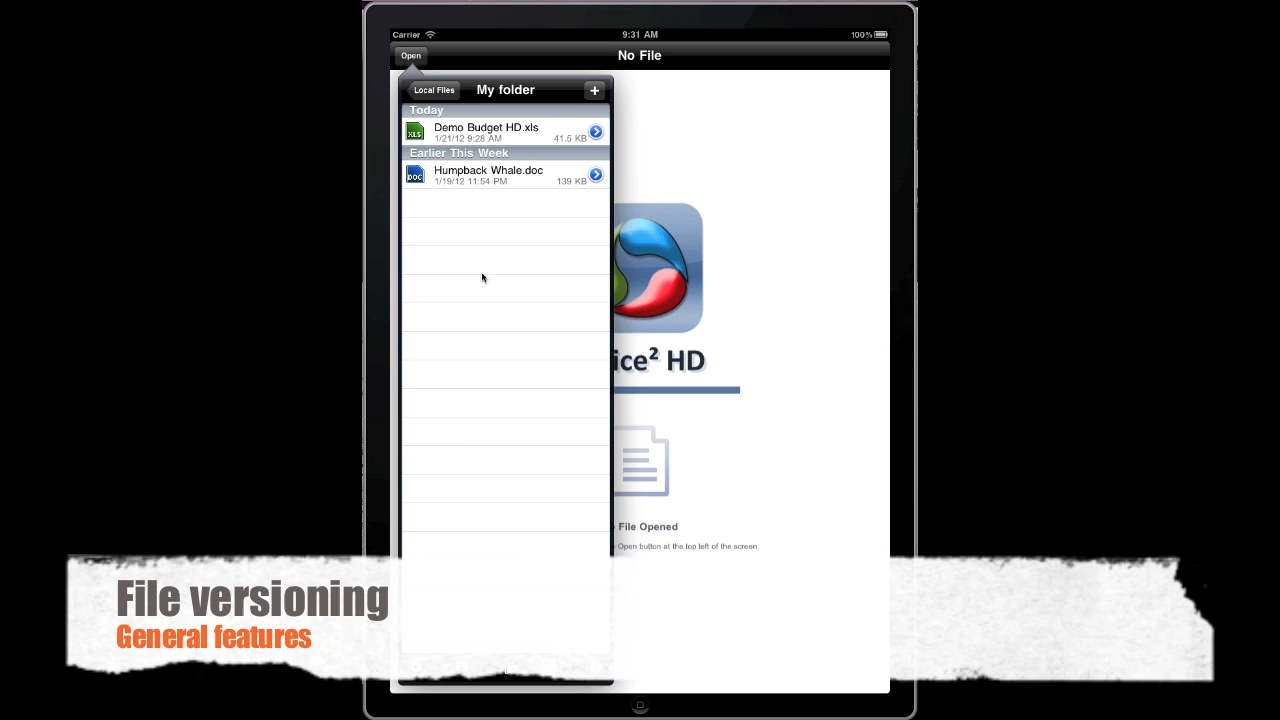 Carrier
9:31 AM
100%
Open
No File
Local Files
My folder
+
Today
XLS
Demo Budget HD.xls
1/21/12 9:28 AM
41.5 KB
Earlier This Week
DOC
Humpback Whale.doc
1/19/12 11:54 PM
139 KB
ice² HD
File Opened
Open button at the top left of the screen
File versioning
General features